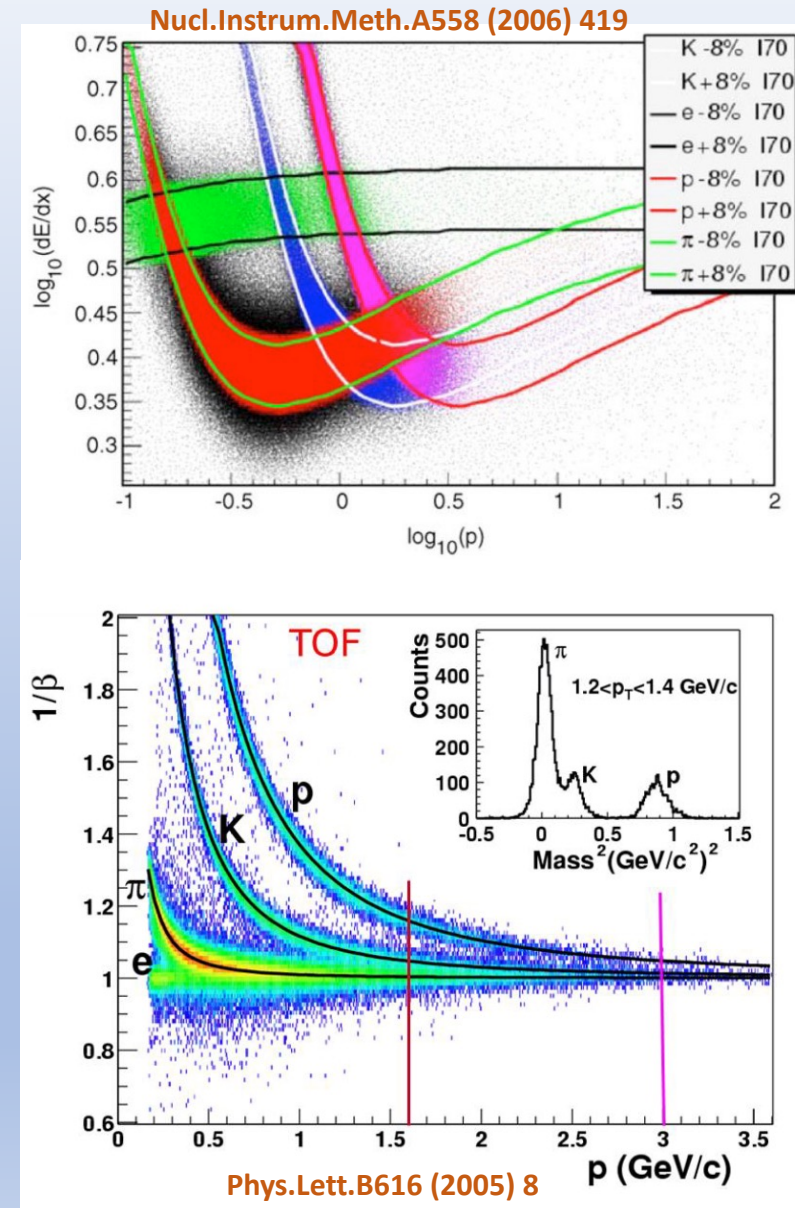 Nucl.Instrum.Meth.A558 (2006) 419
K -8% I70
K+8% I70
e -8% I70
e+8% I70
p -8% I70
p+8% I70
π -8% I70
π+8% I70
log₁₀(dE/dx)
0.75
0.7
0.65
0.6
0.55
0.5
0.45
0.4
0.35
0.3
-1 -0.5 0 0.5 1 1.5 2
log₁₀(p)
1/β
2
1.8
1.6
1.4
1.2
1
0.8
0.6
TOF
p
K
π
e
Counts
500
400
300
200
100
0
π
1.2<p_T<1.4 GeV/c
K
p
-0.5 0 0.5 1 1.5
Mass²(GeV/c²)²
0 0.5 1 1.5 2 2.5 3 3.5
p (GeV/c)
Phys.Lett.B616 (2005) 8